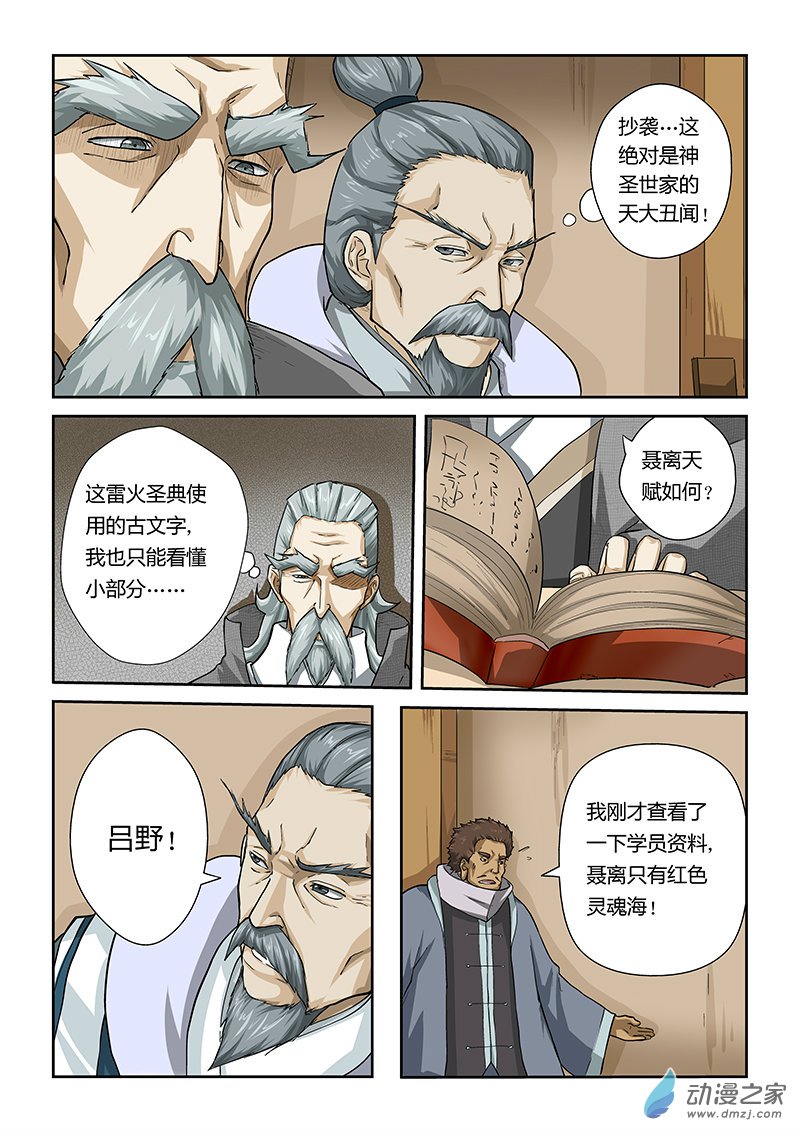 抄袭…这
绝对是神
圣世家的
天大丑闻！
这雷火圣典使
用的古文字，
我也只能看懂
小部分……
聂离天
赋如何？
吕野！
我刚才查看了
一下学员资料，
聂离只有红色
灵魂海！
动漫之家
www.dmzj.com